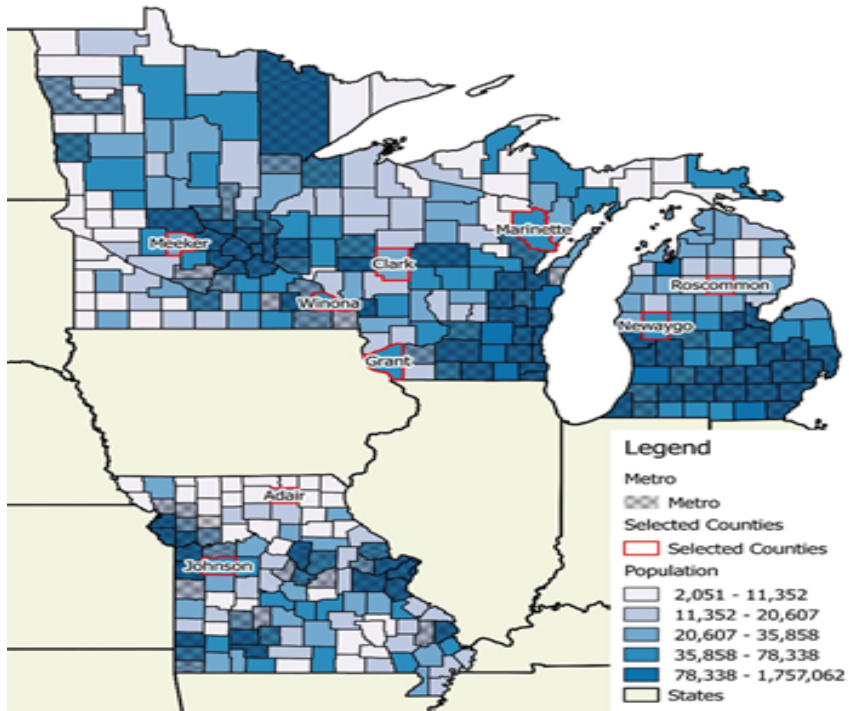 Marinette
Meeker
Clark
Roscommon
Winona
Newaygo
Grant
Legend
Metro
Metro
Selected Counties
Selected Counties
Population
2,051 - 11,352
11,352 - 20,607
20,607 - 35,858
35,858 - 78,338
78,338 - 1,757,062
States
Adair
Johnson